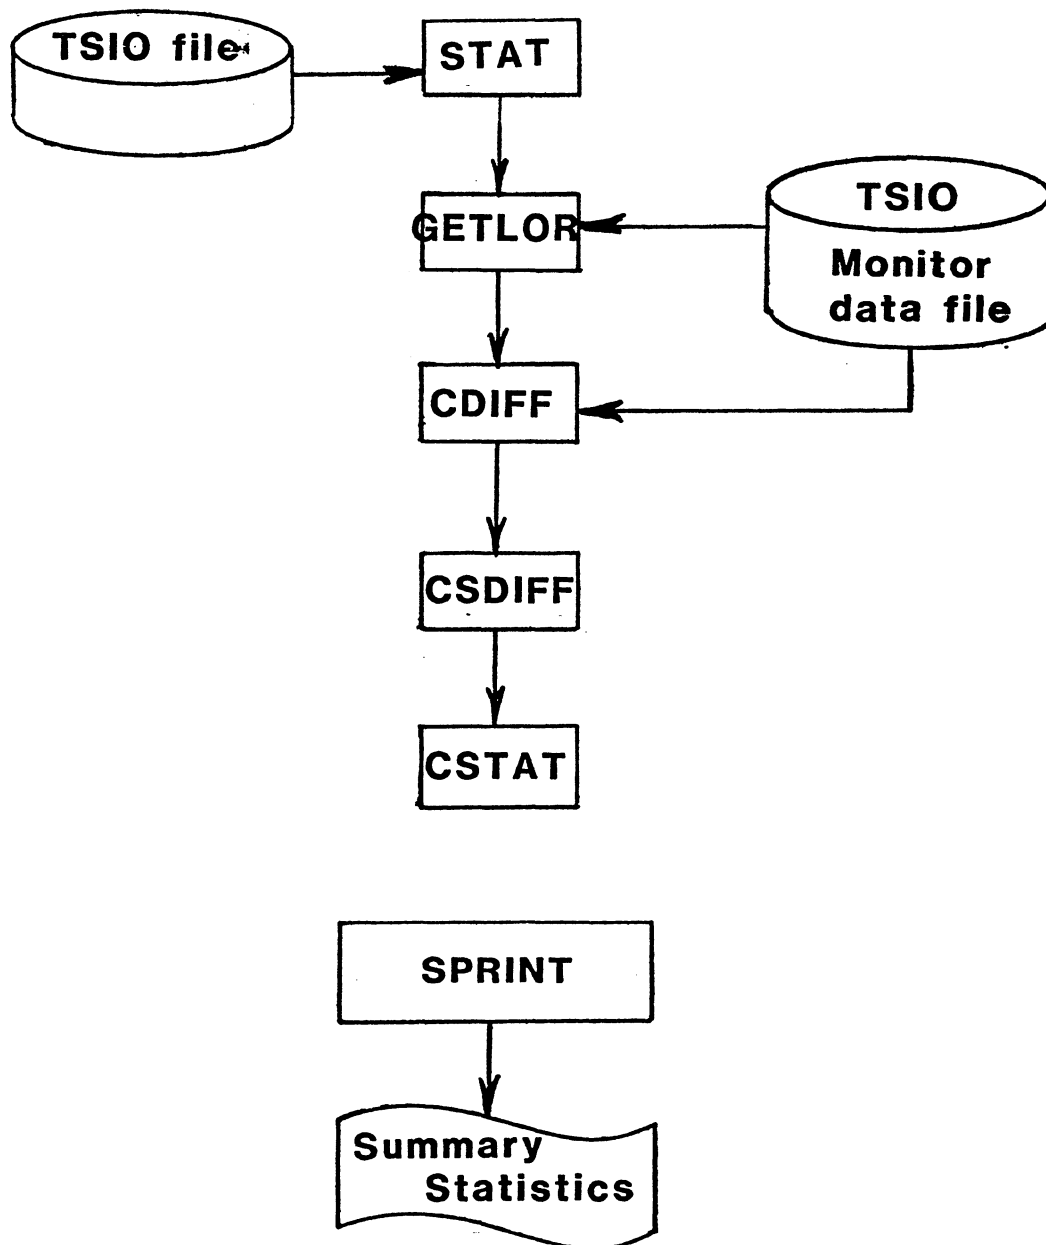 TSIO file
STAT
GETLOR
TSIO
Monitor
data file
CDIFF
CSDIFF
CSTAT
SPRINT
Summary
Statistics